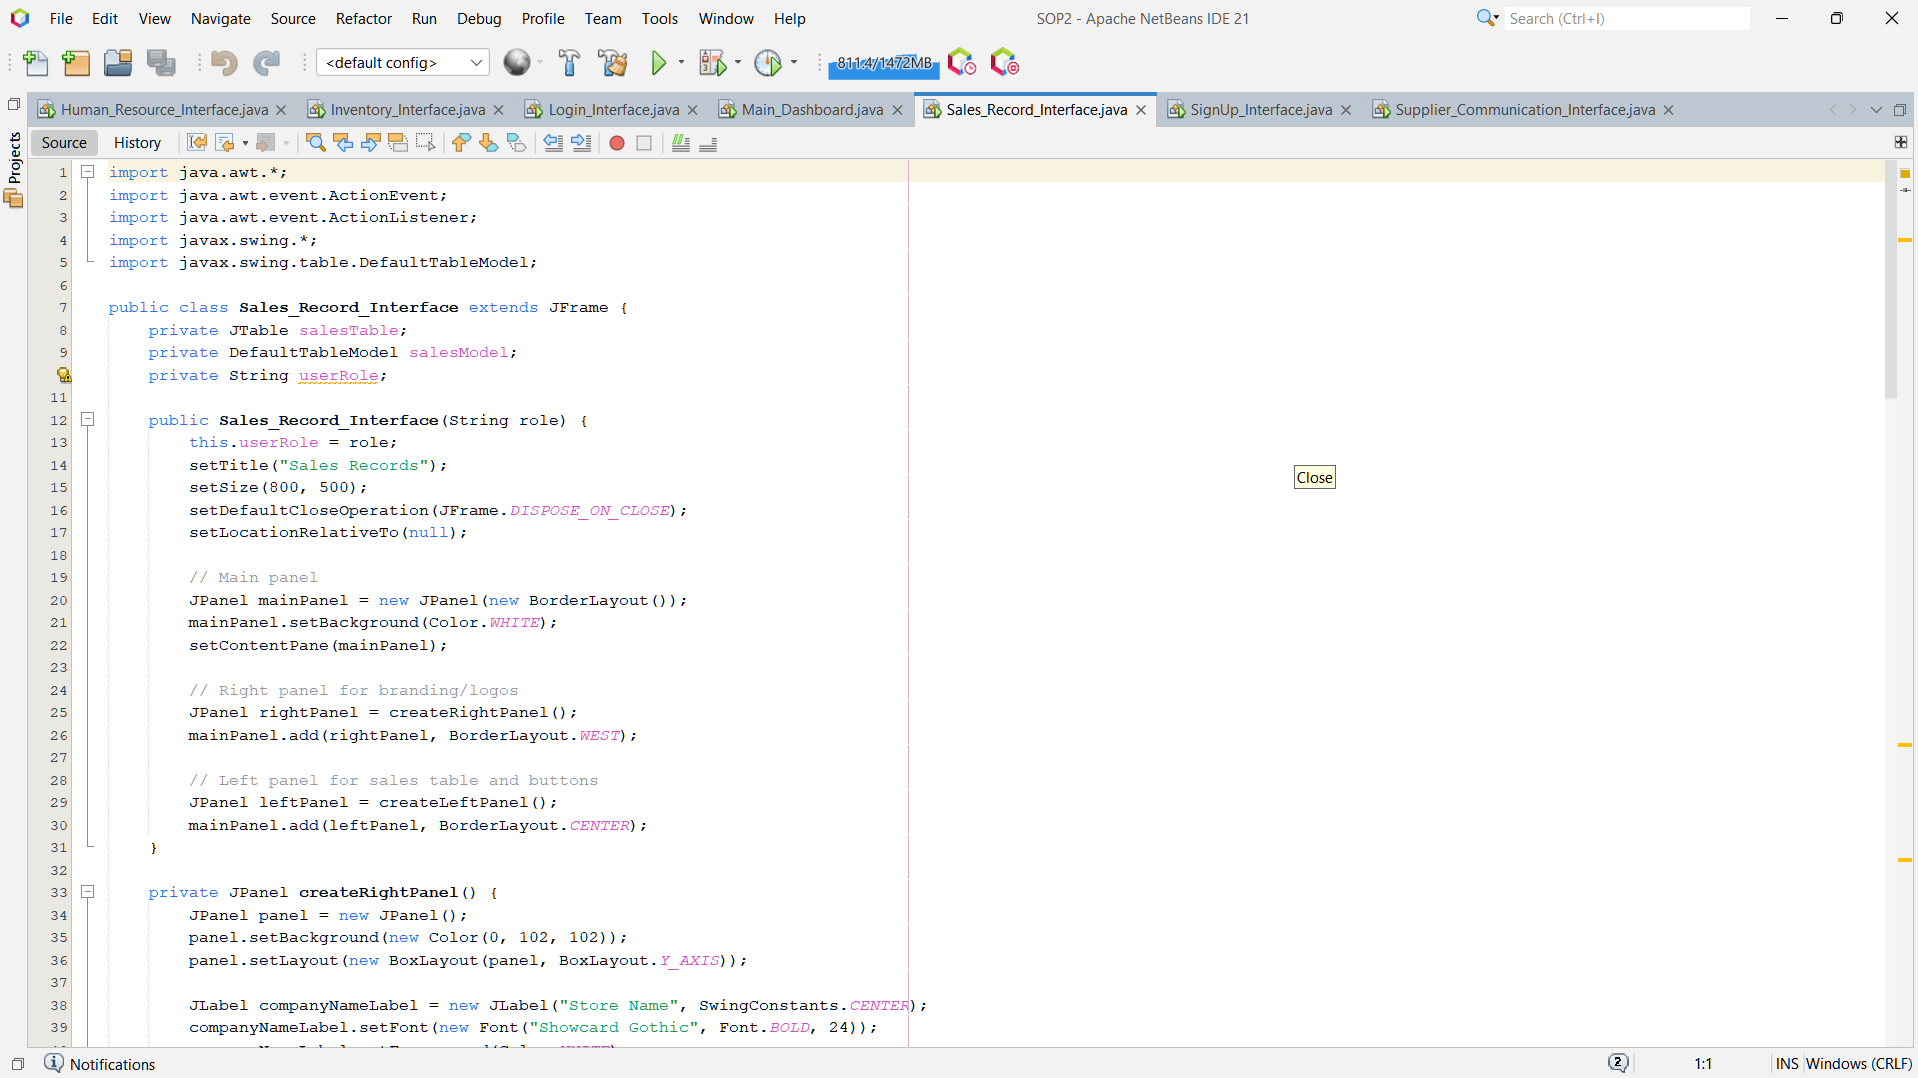 File Edit View Navigate Source Refactor Run Debug Profile Team Tools Window Help
SOP2 - Apache NetBeans IDE 21
Search (Ctrl+I)
<default config>
811.4/1472MB
Human_Resource_Interface.java
Inventory_Interface.java
Login_Interface.java
Main_Dashboard.java
Sales_Record_Interface.java
SignUp_Interface.java
Supplier_Communication_Interface.java
Projects
Source History
1 import java.awt.*;
2 import java.awt.event.ActionEvent;
3 import java.awt.event.ActionListener;
4 import javax.swing.*;
5 import javax.swing.table.DefaultTableModel;
6
7 public class Sales_Record_Interface extends JFrame {
8 private JTable salesTable;
9 private DefaultTableModel salesModel;
private String userRole;
11
12 public Sales_Record_Interface(String role) {
13 this.userRole = role;
14 setTitle("Sales Records");
15 setSize(800, 500);
16 setDefaultCloseOperation(JFrame.DISPOSE_ON_CLOSE);
17 setLocationRelativeTo(null);
18
19 // Main panel
20 JPanel mainPanel = new JPanel(new BorderLayout());
21 mainPanel.setBackground(Color.WHITE);
22 setContentPane(mainPanel);
23
24 // Right panel for branding/logos
25 JPanel rightPanel = createRightPanel();
26 mainPanel.add(rightPanel, BorderLayout.WEST);
27
28 // Left panel for sales table and buttons
29 JPanel leftPanel = createLeftPanel();
30 mainPanel.add(leftPanel, BorderLayout.CENTER);
31 }
32
33 private JPanel createRightPanel() {
34 JPanel panel = new JPanel();
35 panel.setBackground(new Color(0, 102, 102));
36 panel.setLayout(new BoxLayout(panel, BoxLayout.Y_AXIS));
37
38 JLabel companyNameLabel = new JLabel("Store Name", SwingConstants.CENTER);
39 companyNameLabel.setFont(new Font("Showcard Gothic", Font.BOLD, 24));
Close
Notifications
2
1:1
INS
Windows (CRLF)